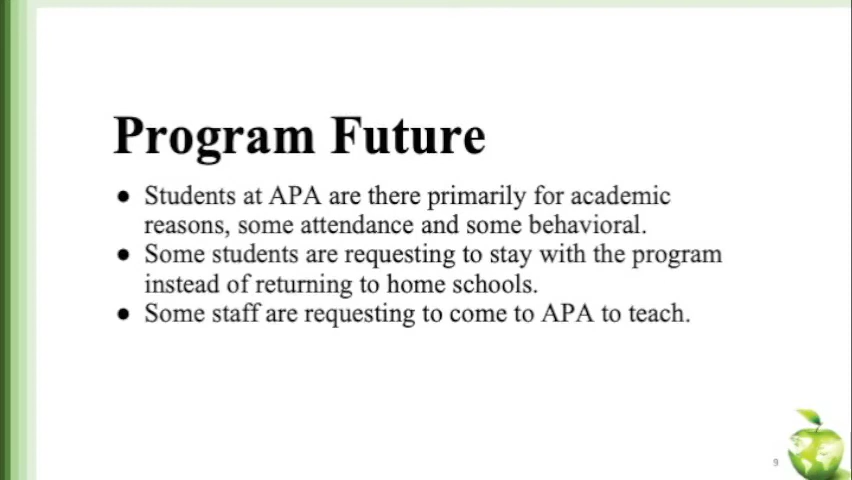 Program Future
● Students at APA are there primarily for academic
reasons, some attendance and some behavioral.
● Some students are requesting to stay with the program
instead of returning to home schools.
● Some staff are requesting to come to APA to teach.
9